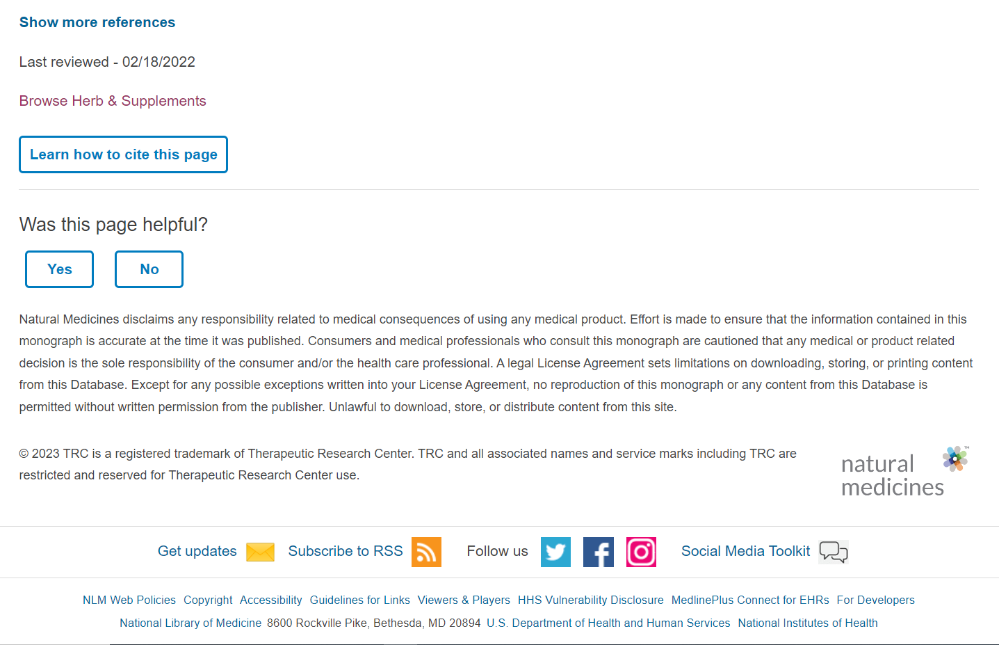 Show more references
Last reviewed - 02/18/2022
Browse Herb & Supplements
Learn how to cite this page
Was this page helpful?
Yes No
Natural Medicines disclaims any responsibility related to medical consequences of using any medical product. Effort is made to ensure that the information contained in this
monograph is accurate at the time it was published. Consumers and medical professionals who consult this monograph are cautioned that any medical or product related
decision is the sole responsibility of the consumer and/or the health care professional. A legal License Agreement sets limitations on downloading, storing, or printing content
from this Database. Except for any possible exceptions written into your License Agreement, no reproduction of this monograph or any content from this Database is
permitted without written permission from the publisher. Unlawful to download, store, or distribute content from this site.
© 2023 TRC is a registered trademark of Therapeutic Research Center. TRC and all associated names and service marks including TRC are
restricted and reserved for Therapeutic Research Center use.
natural ™
medicines
Get updates Subscribe to RSS Follow us Social Media Toolkit
NLM Web Policies Copyright Accessibility Guidelines for Links Viewers & Players HHS Vulnerability Disclosure MedlinePlus Connect for EHRs For Developers
National Library of Medicine 8600 Rockville Pike, Bethesda, MD 20894 U.S. Department of Health and Human Services National Institutes of Health